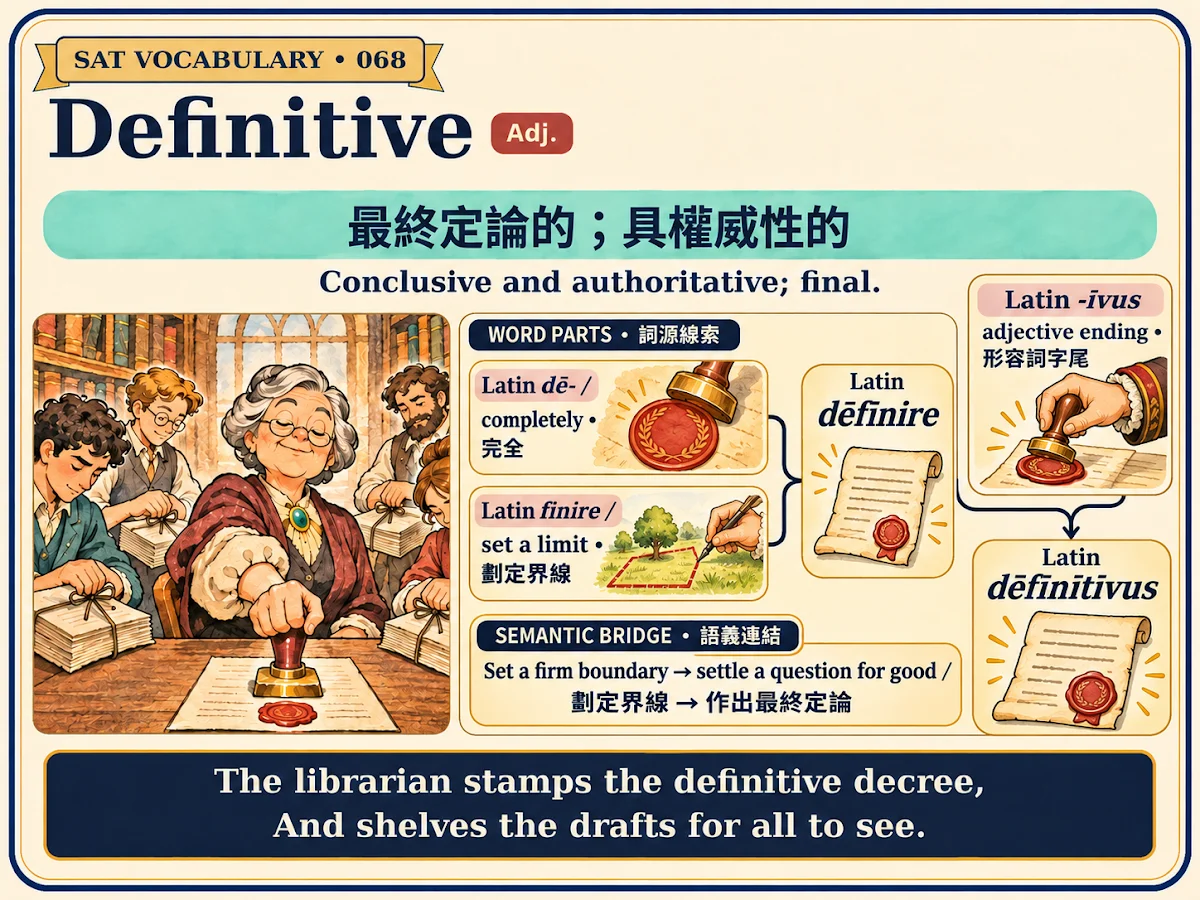 SAT VOCABULARY • 068
Definitive
Adj.
最終定論的；具權威性的
Conclusive and authoritative; final.
WORD PARTS • 詞源線索
Latin dē- /
completely •
完全
Latin finire /
set a limit •
劃定界線
Latin
dēfinire
Latin -īvus
adjective ending •
形容詞字尾
Latin
dēfinītīvus
SEMANTIC BRIDGE • 語義連結
Set a firm boundary → settle a question for good /
劃定界線 → 作出最終定論
The librarian stamps the definitive decree,
And shelves the drafts for all to see.